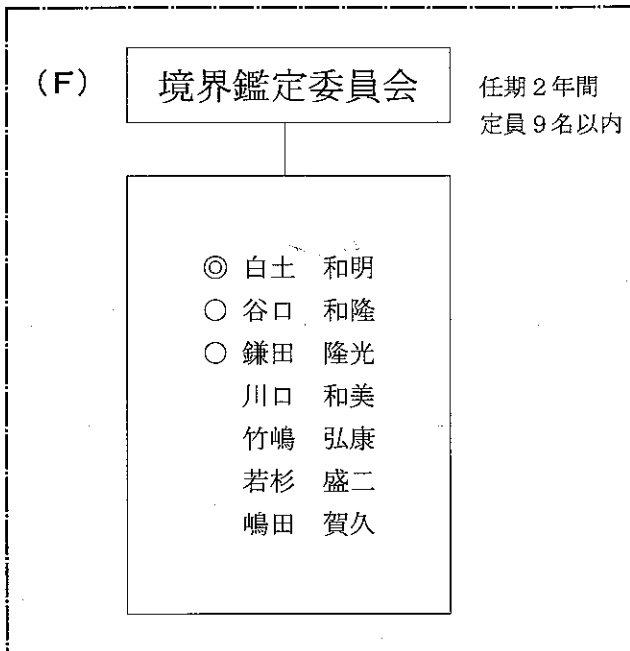 （F）
境界鑑定委員会
任期２年間
定員９名以内
◎ 白土　和明
○ 谷口　和隆
○ 鎌田　隆光
川口　和美
竹嶋　弘康
若杉　盛二
嶋田　賀久